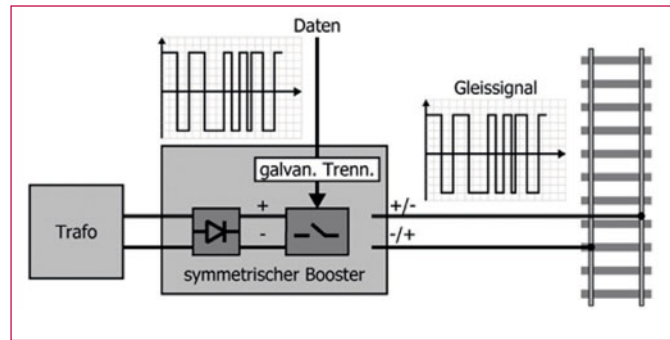 Daten
Gleissignal
galvan. Trenn.
Trafo
+
+/-
-
-/+
symmetrischer Booster